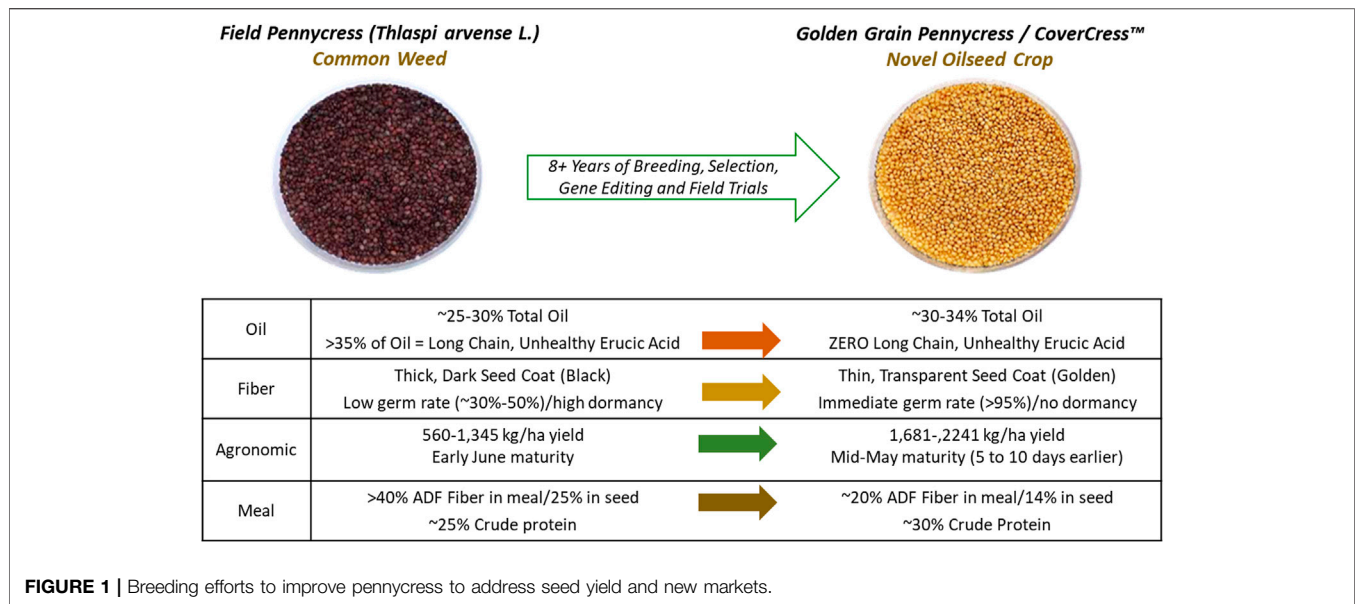 Field Pennycress (Thlaspi arvense L.)
Common Weed
Golden Grain Pennycress / CoverCress™
Novel Oilseed Crop
8+ Years of Breeding, Selection,
Gene Editing and Field Trials
Oil
~25-30% Total Oil
>35% of Oil = Long Chain, Unhealthy Erucic Acid
~30-34% Total Oil
ZERO Long Chain, Unhealthy Erucic Acid
Fiber
Thick, Dark Seed Coat (Black)
Low germ rate (~30%-50%)/high dormancy
Thin, Transparent Seed Coat (Golden)
Immediate germ rate (>95%)/no dormancy
Agronomic
560-1,345 kg/ha yield
Early June maturity
1,681-,2241 kg/ha yield
Mid-May maturity (5 to 10 days earlier)
Meal
>40% ADF Fiber in meal/25% in seed
~25% Crude protein
~20% ADF Fiber in meal/14% in seed
~30% Crude Protein
FIGURE 1 | Breeding efforts to improve pennycress to address seed yield and new markets.